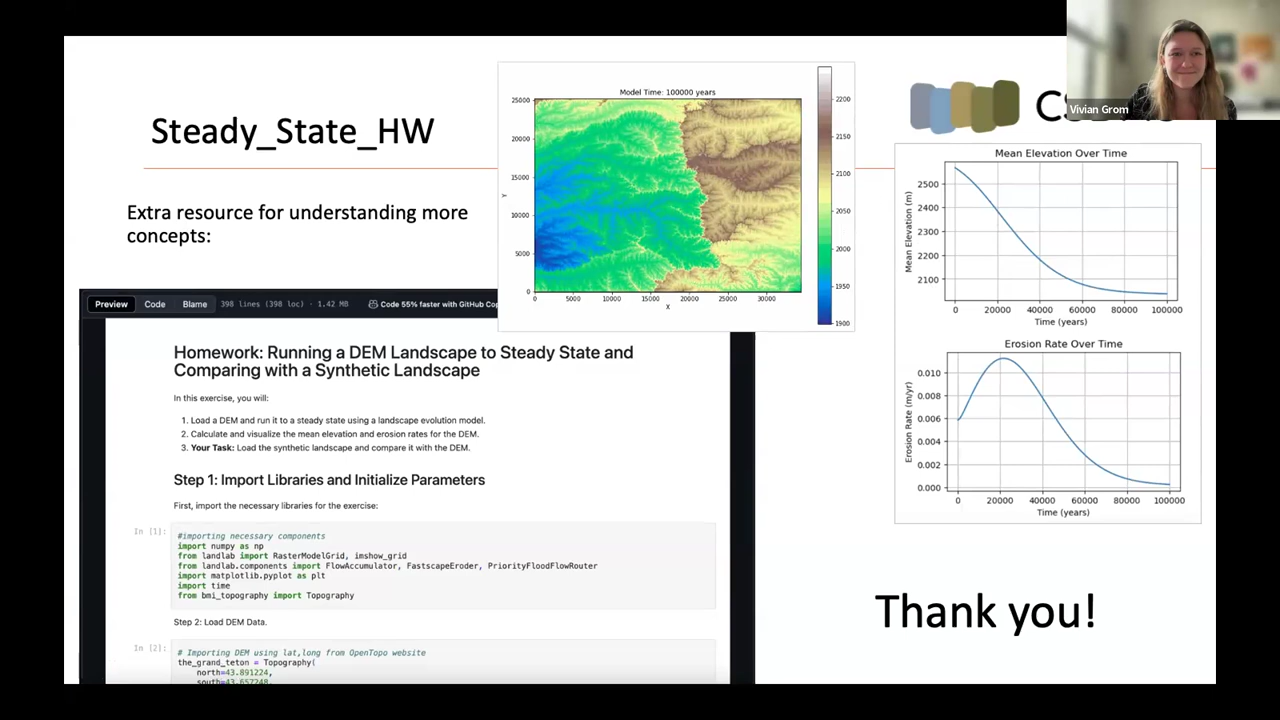 Steady_State_HW
Extra resource for understanding more
concepts:
Model Time: 100000 years
25000
20000
15000
10000
5000
0
Y
0 5000 10000 15000 20000 25000 30000
X
2200
2150
2100
2050
2000
1950
1900
Vivian Grom
Mean Elevation Over Time
Mean Elevation (m)
2500
2400
2300
2200
2100
0 20000 40000 60000 80000 100000
Time (years)
Erosion Rate Over Time
Erosion Rate (m/yr)
0.010
0.008
0.006
0.004
0.002
0.000
0 20000 40000 60000 80000 100000
Time (years)
Preview Code Blame 398 lines (398 loc) · 1.42 MB Code 55% faster with GitHub Cop
Homework: Running a DEM Landscape to Steady State and
Comparing with a Synthetic Landscape
In this exercise, you will:
1. Load a DEM and run it to a steady state using a landscape evolution model.
2. Calculate and visualize the mean elevation and erosion rates for the DEM.
3. Your Task: Load the synthetic landscape and compare it with the DEM.
Step 1: Import Libraries and Initialize Parameters
First, import the necessary libraries for the exercise:
In [1]:
#importing necessary components
import numpy as np
from landlab import RasterModelGrid, imshow_grid
from landlab.components import FlowAccumulator, FastscapeEroder, PriorityFloodFlowRouter
import matplotlib.pyplot as plt
import time
from bmi_topography import Topography
Step 2: Load DEM Data.
In [2]:
# Importing DEM using lat,long from OpenTopo website
the_grand_teton = Topography(
north=43.891224,
south=43.657248,
Thank you!